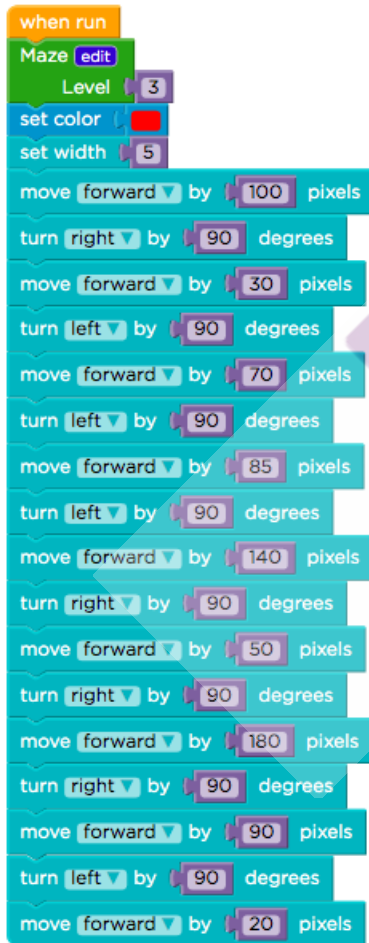 when run
Maze edit
Level 3
set color
set width 5
move forward by 100 pixels
turn right by 90 degrees
move forward by 30 pixels
turn left by 90 degrees
move forward by 70 pixels
turn left by 90 degrees
move forward by 85 pixels
turn left by 90 degrees
move forward by 140 pixels
turn right by 90 degrees
move forward by 50 pixels
turn right by 90 degrees
move forward by 180 pixels
turn right by 90 degrees
move forward by 90 pixels
turn left by 90 degrees
move forward by 20 pixels